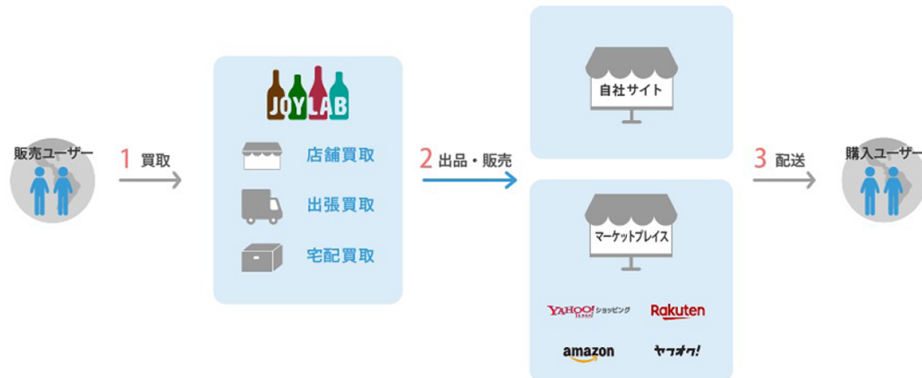 販売ユーザー
1 買取
JOYLAB
店舗買取
出張買取
宅配買取
2 出品・販売
自社サイト
マーケットプレイス
YAHOO! JAPAN ショッピング
Rakuten
amazon
ヤフオク!
3 配送
購入ユーザー